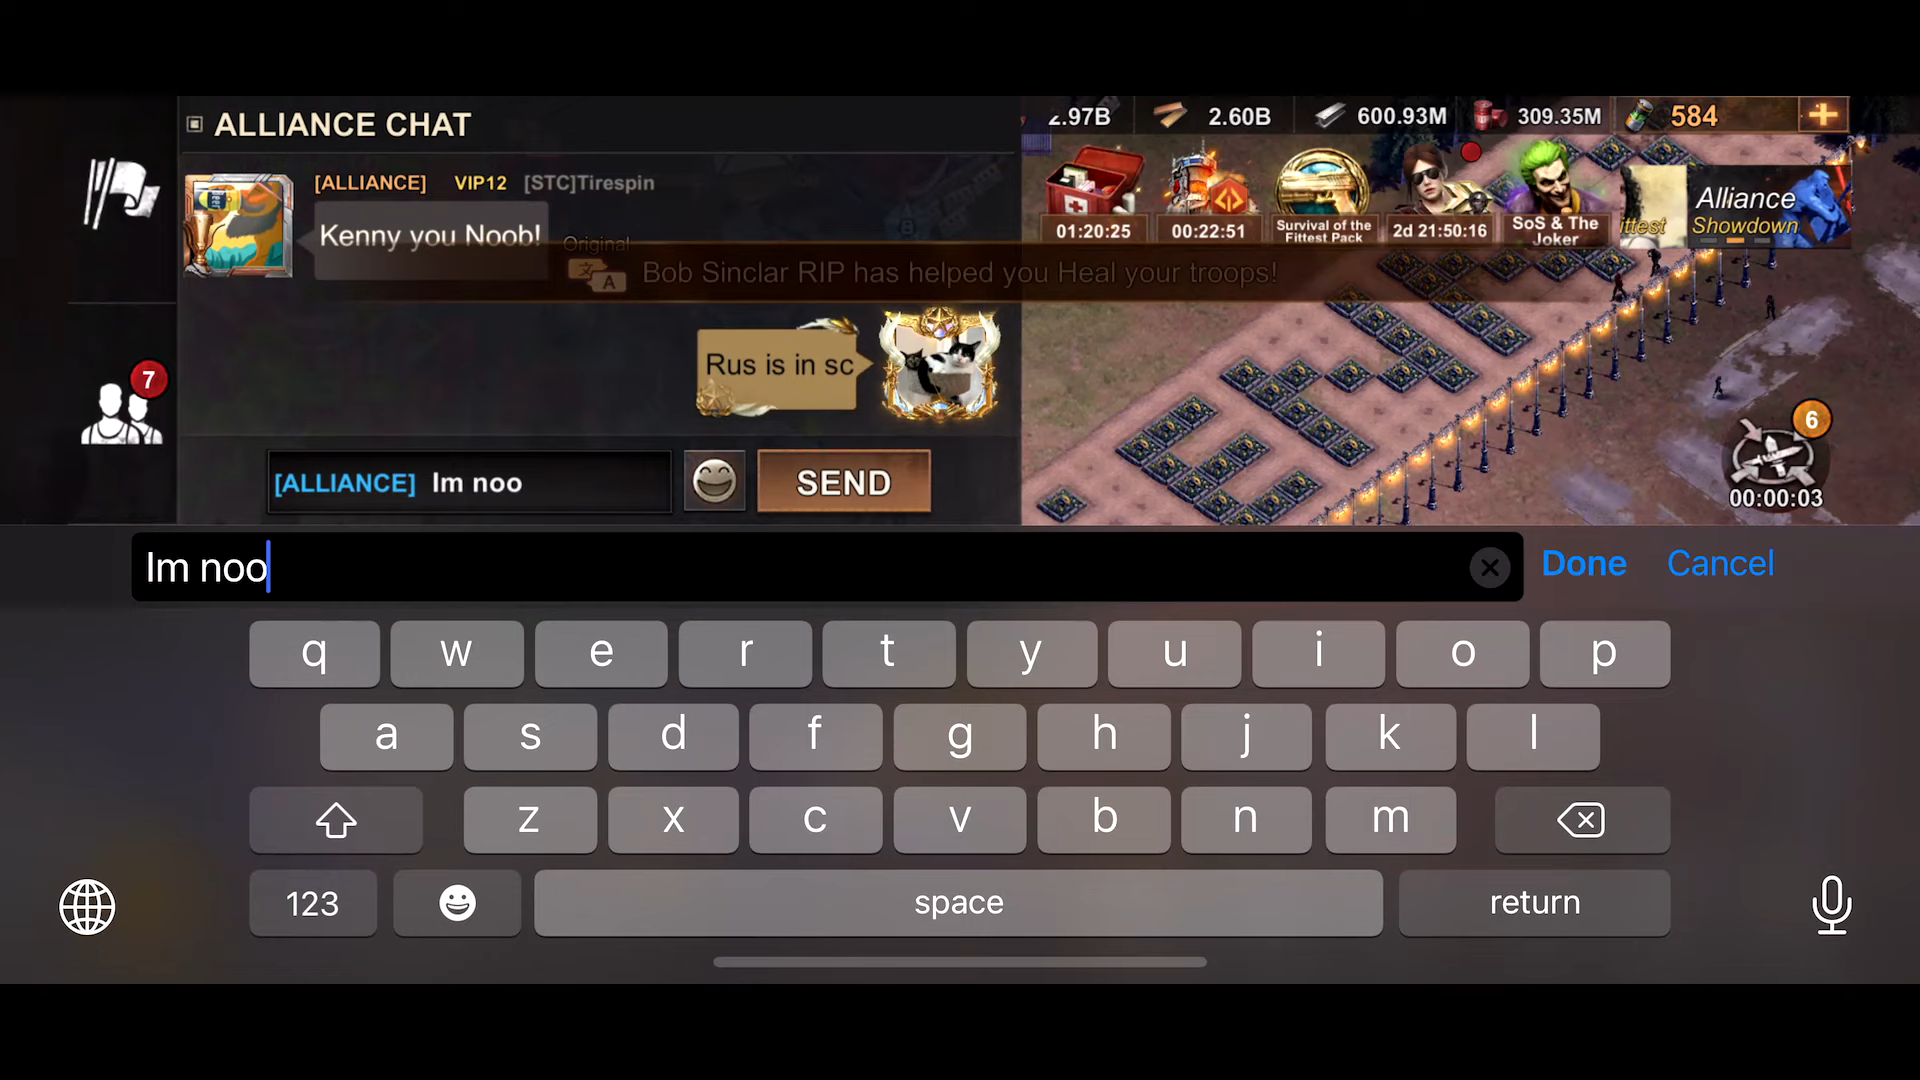 ALLIANCE CHAT
[ALLIANCE] VIP12 [STC]Tirespin
Kenny you Noob!
Original
Bob Sinclar RIP has helped you Heal your troops!
Rus is in sc
7
[ALLIANCE] Im noo
SEND
2.97B 2.60B 600.93M 309.35M 584
01:20:25
00:22:51
Survival of the
Fittest Pack
2d 21:50:16
SoS & The
Joker
ittest
Alliance
Showdown
6
00:00:03
Im noo
Done Cancel
q w e r t y u i o p
a s d f g h j k l
z x c v b n m
123 space return